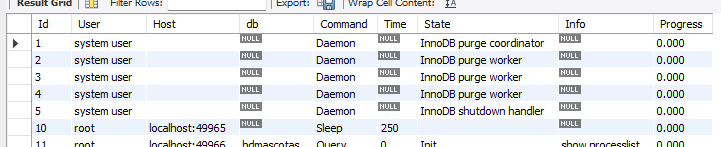 Result Grid Filter Rows: Export: Wrap Cell Content:
Id User Host db Command Time State Info Progress
1 system user NULL Daemon NULL InnoDB purge coordinator NULL 0.000
2 system user NULL Daemon NULL InnoDB purge worker NULL 0.000
3 system user NULL Daemon NULL InnoDB purge worker NULL 0.000
4 system user NULL Daemon NULL InnoDB purge worker NULL 0.000
5 system user NULL Daemon NULL InnoDB shutdown handler NULL 0.000
10 root localhost:49965 NULL Sleep 250 NULL 0.000
11 root localhost:49966 bdmascotas Query 0 Init show processlist 0.000